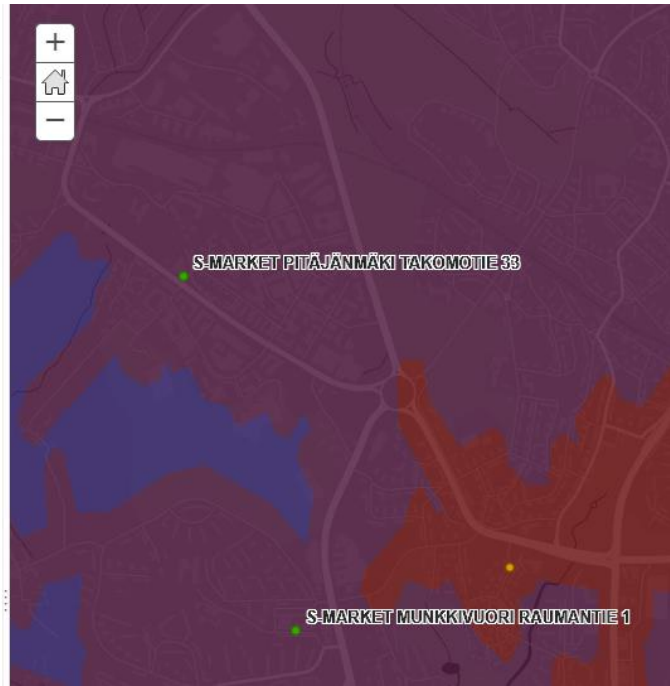 +
−
S-MARKET PITÄJÄNMÄKI TAKOMOTIE 33
S-MARKET MUNKKIVUORI RAUMANTIE 1